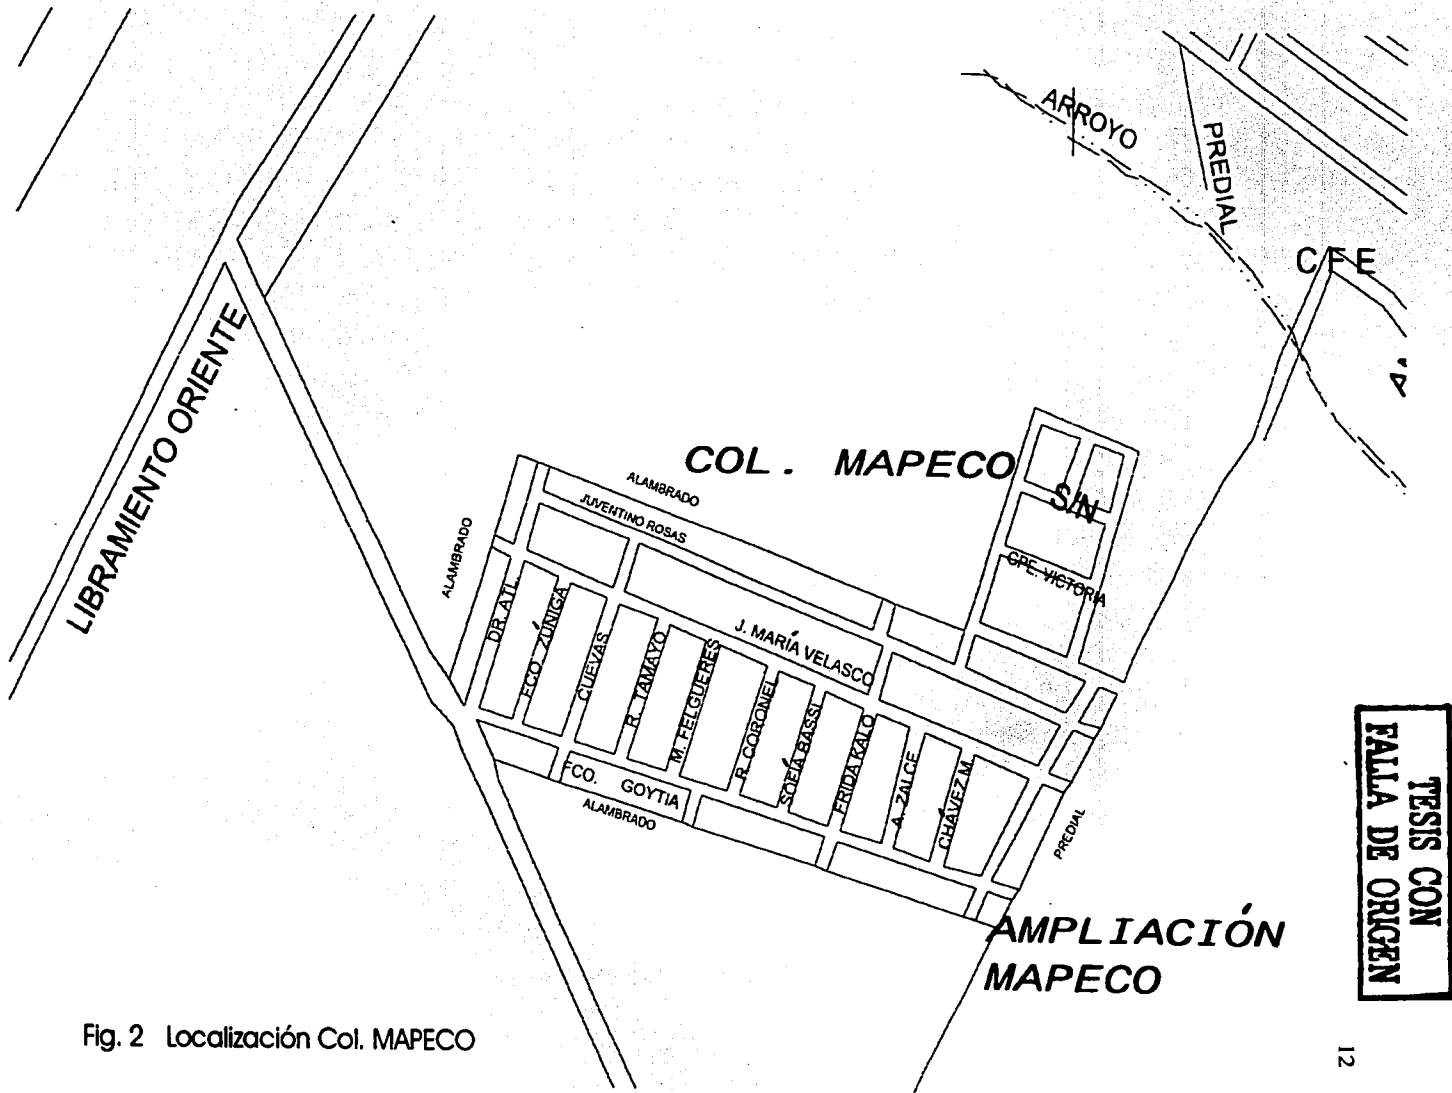 ARROYO
PREDIAL
CFE
LIBRAMIENTO ORIENTE
COL. MAPECO
S/N
GPE. VICTORIA
ALAMBRADO
JUVENTINO ROSAS
ALAMBRADO
DR. ATL.
FCO. ZÚNIGA
CUEVAS.
R. TAMAYO
M. FELGUERES
J. MARÍA VELASCO
R. CORONEL
SOFÍA BASSI
FRIDA KALO
A. ZALCE
CHÁVEZ M.
FCO. GOYTIA
ALAMBRADO
PREDIAL
AMPLIACIÓN
MAPECO
TESIS CON
FALLA DE ORIGEN
Fig. 2 Localización Col. MAPECO
12